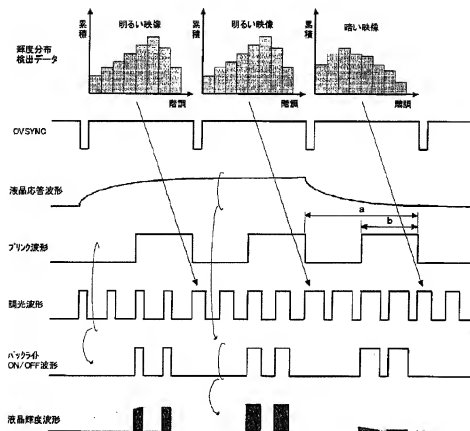 累積
明るい映像
累積
明るい映像
累積
暗い映像
輝度分布
検出データ
階調
階調
階調
OVSYNC
液晶応答波形
a
b
ブリンク波形
調光波形
バックライト
ON/OFF波形
液晶輝度波形